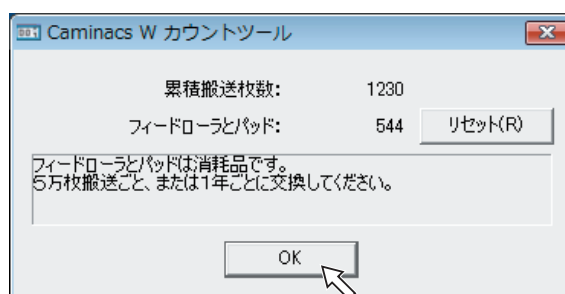 Caminacs W カウントツール
累積搬送枚数: 1230
フィードローラとパッド: 544 リセット(R)
フィードローラとパッドは消耗品です。
5万枚搬送ごと、または1年ごとに交換してください。
OK